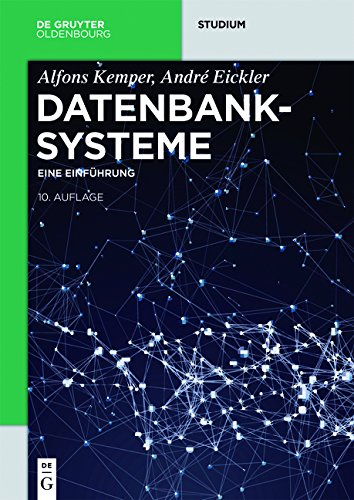 DE GRUYTER
OLDENBOURG
STUDIUM
Alfons Kemper, André Eickler
DATENBANK-
SYSTEME
EINE EINFÜHRUNG
10. AUFLAGE
DE
G